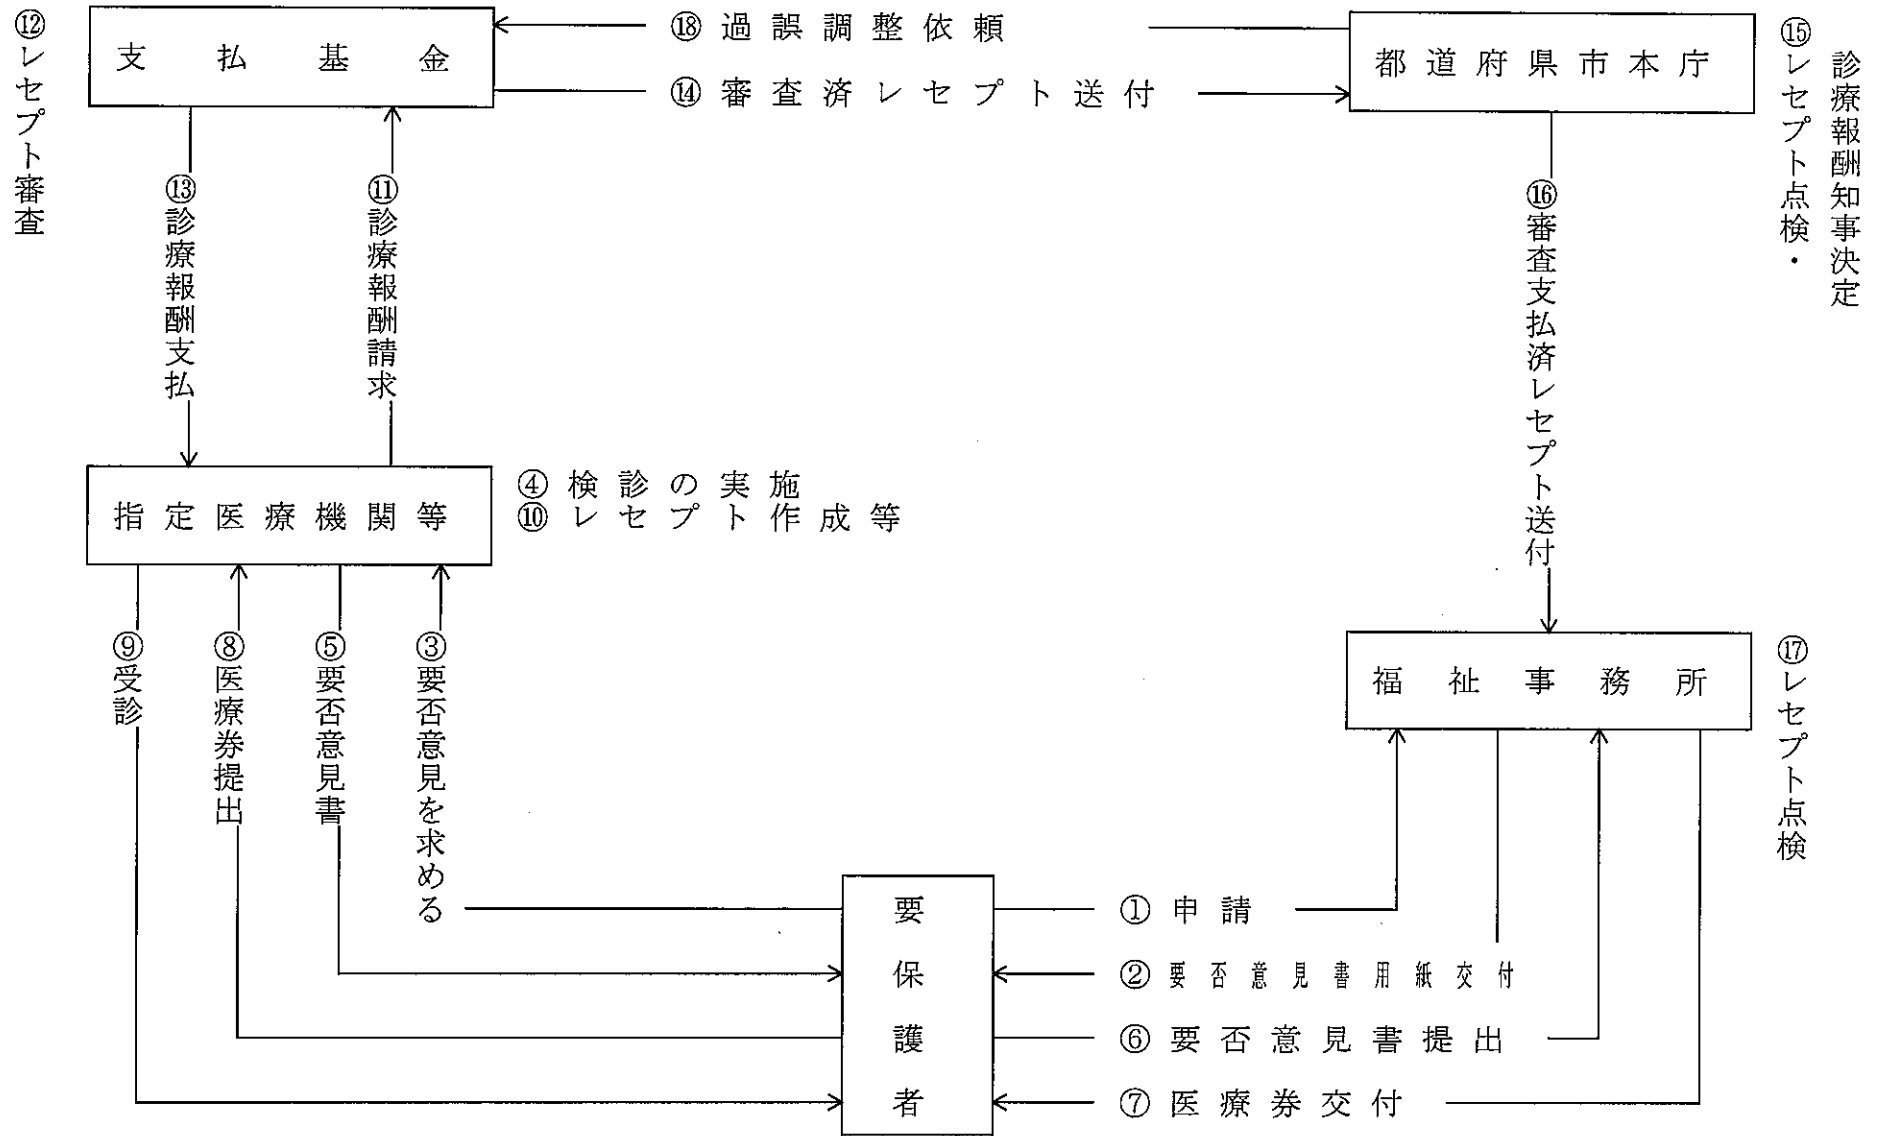 ⑫レセプト審査
支払基金
⑱過誤調整依頼
⑭審査済レセプト送付
都道府県市本庁
⑮レセプト点検・
診療報酬知事決定
⑬診療報酬支払
⑪診療報酬請求
⑯審査支払済レセプト送付
指定医療機関等
④検診の実施
⑩レセプト作成等
⑨受診
⑧医療券提出
⑤要否意見書
③要否意見を求める
福祉事務所
⑰レセプト点検
要保護者
①申請
②要否意見書用紙交付
⑥要否意見書提出
⑦医療券交付